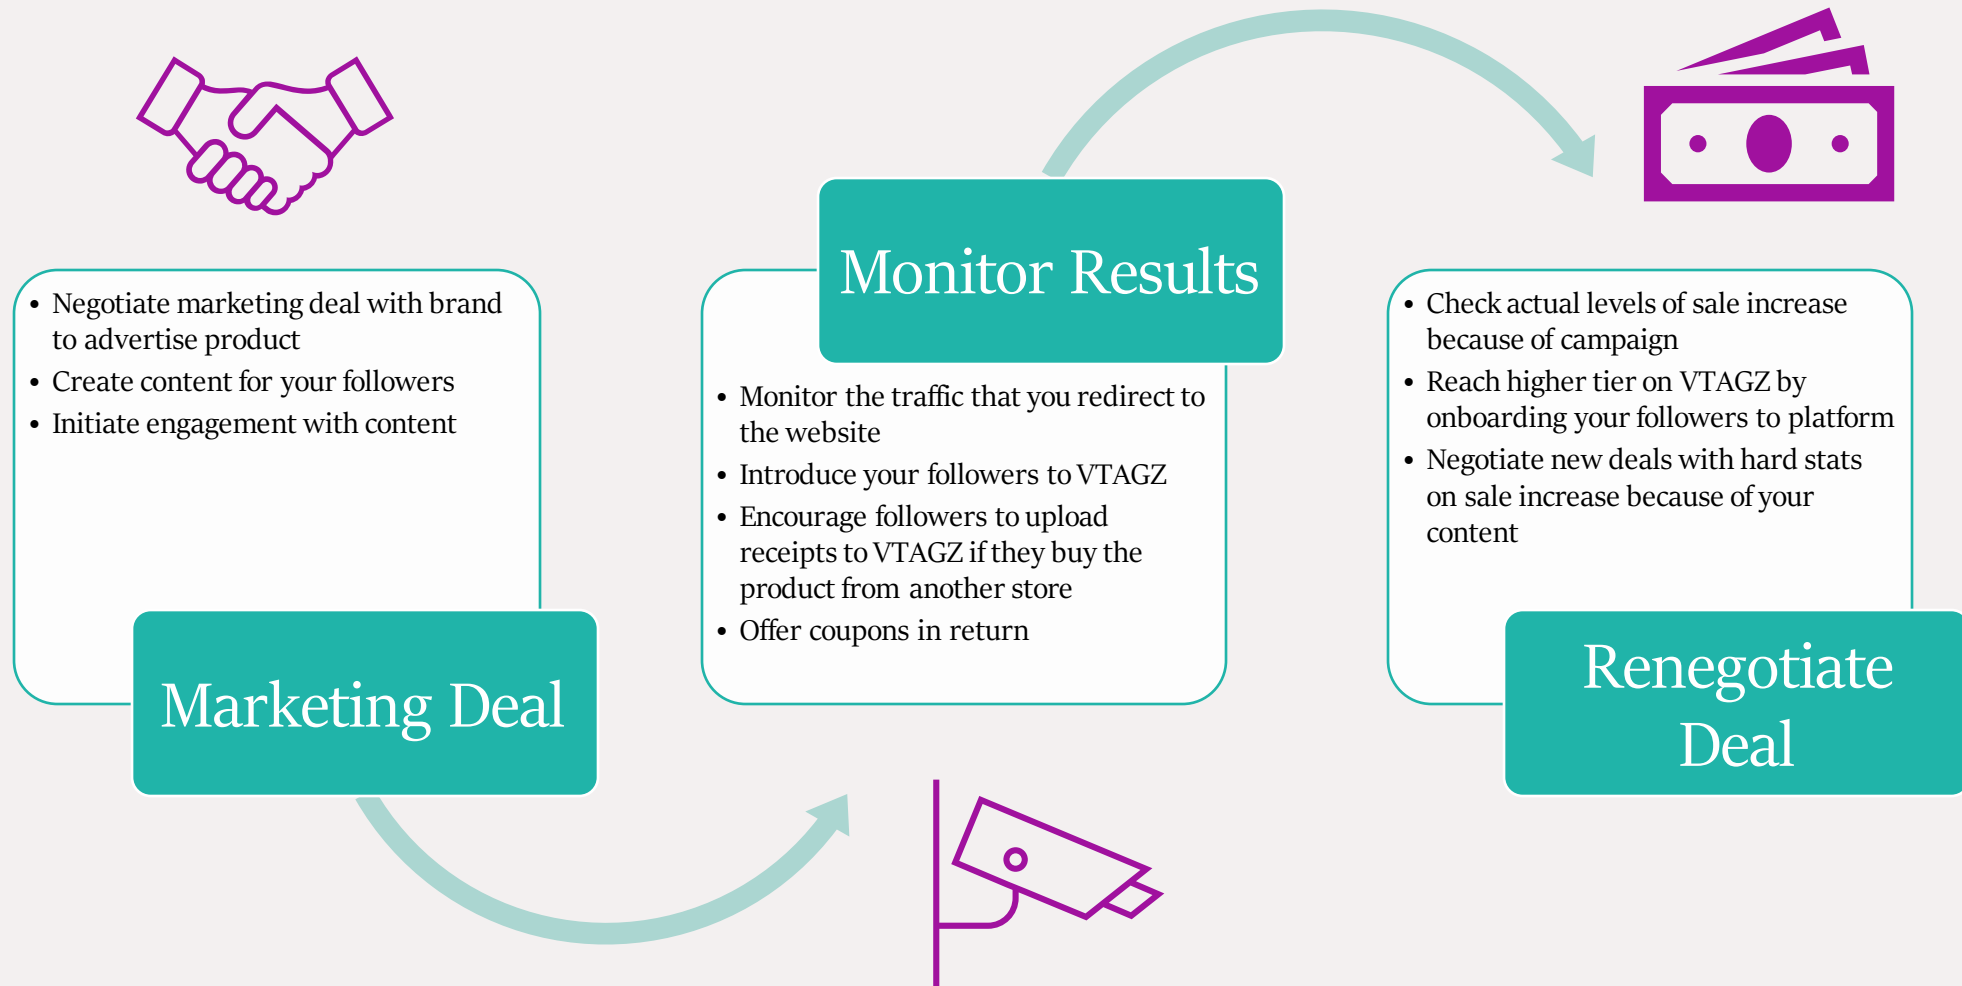 • Negotiate marketing deal with brand
to advertise product
• Create content for your followers
• Initiate engagement with content
Marketing Deal
Monitor Results
• Monitor the traffic that you redirect to
the website
• Introduce your followers to VTAGZ
• Encourage followers to upload
receipts to VTAGZ if they buy the
product from another store
• Offer coupons in return
• Check actual levels of sale increase
because of campaign
• Reach higher tier on VTAGZ by
onboarding your followers to platform
• Negotiate new deals with hard stats
on sale increase because of your
content
Renegotiate
Deal